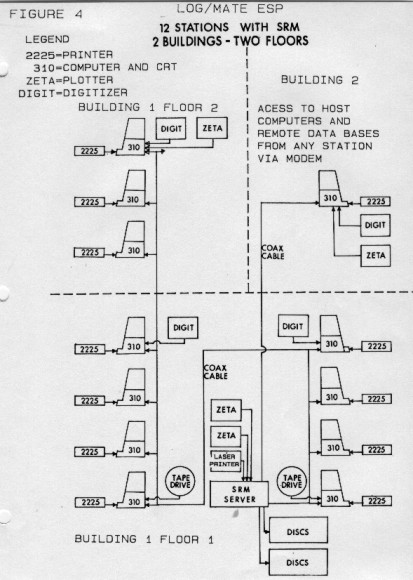 FIGURE 4
LOG/MATE ESP
12 STATIONS WITH SRM
2 BUILDINGS - TWO FLOORS
LEGEND
2225=PRINTER
310=COMPUTER AND CRT
ZETA=PLOTTER
DIGIT=DIGITIZER
BUILDING 1 FLOOR 2
DIGIT
ZETA
2225
310
2225
310
2225
310
BUILDING 2
ACESS TO HOST
COMPUTERS AND
REMOTE DATA BASES
FROM ANY STATION
VIA MODEM
310
2225
DIGIT
ZETA
COAX
CABLE
DIGIT
2225
310
2225
310
2225
310
TAPE
DRIVE
2225
310
COAX
CABLE
ZETA
ZETA
LASER
PRINTER
SRM
SERVER
DIGIT
310
2225
310
2225
310
2225
TAPE
DRIVE
310
2225
DISCS
DISCS
BUILDING 1 FLOOR 1